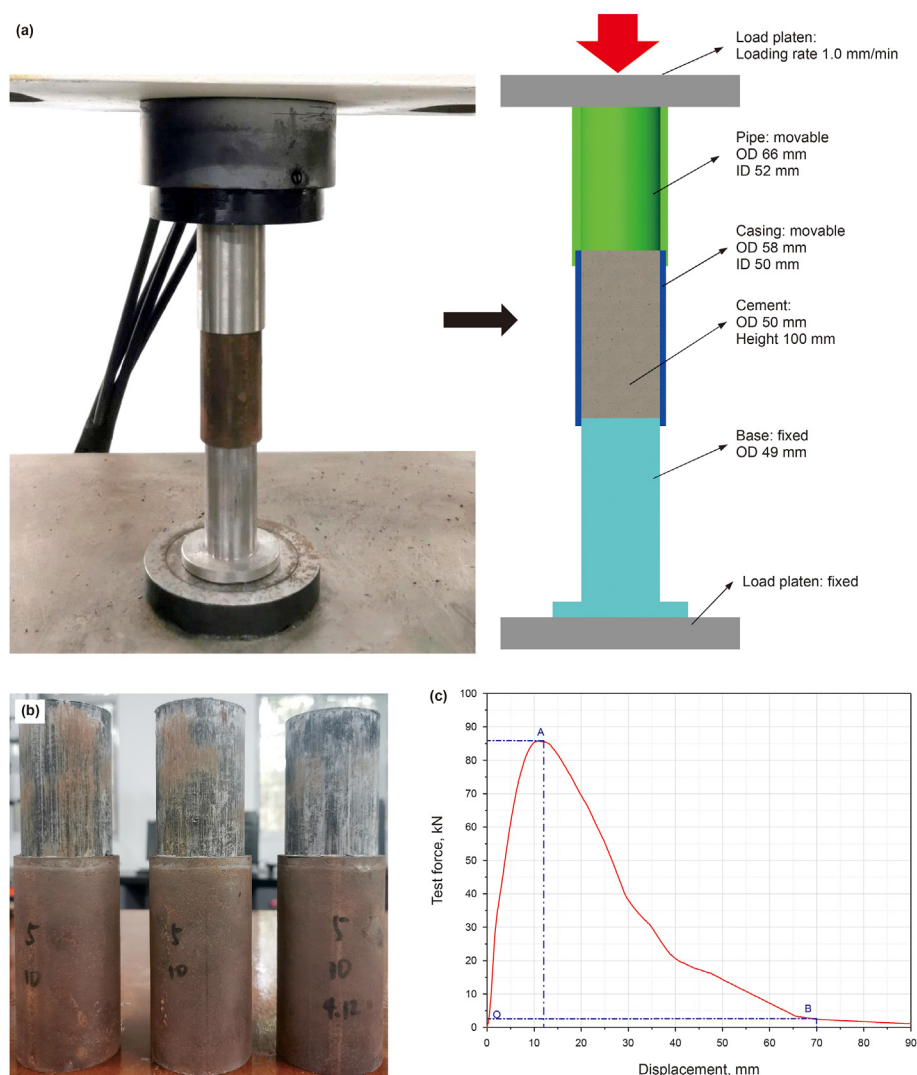 (a)
Load platen:
Loading rate 1.0 mm/min
Pipe: movable
OD 66 mm
ID 52 mm
Casing: movable
OD 58 mm
ID 50 mm
Cement:
OD 50 mm
Height 100 mm
Base: fixed
OD 49 mm
Load platen: fixed
(b)
5
10
5
10
5
10
4.12
(c)
100
90
80
70
60
50
40
30
20
10
0
Test force, kN
A
O
B
0
10
20
30
40
50
60
70
80
90
Displacement, mm